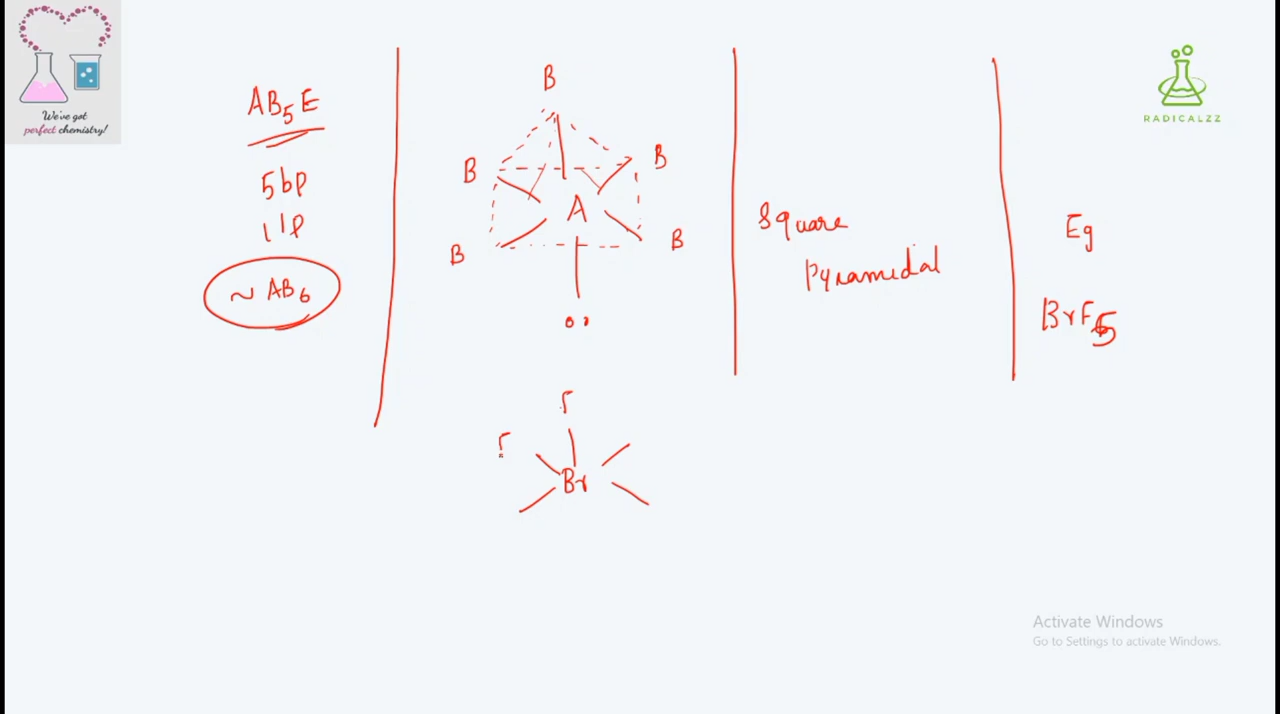 We've got
perfect chemistry!
AB5E
5bp
1lp
~ AB6
B
B
B
A
B
B
Square
Pyramidal
Eg
BrF5
RADICALZZ
F
F
Br
Activate Windows
Go to Settings to activate Windows.